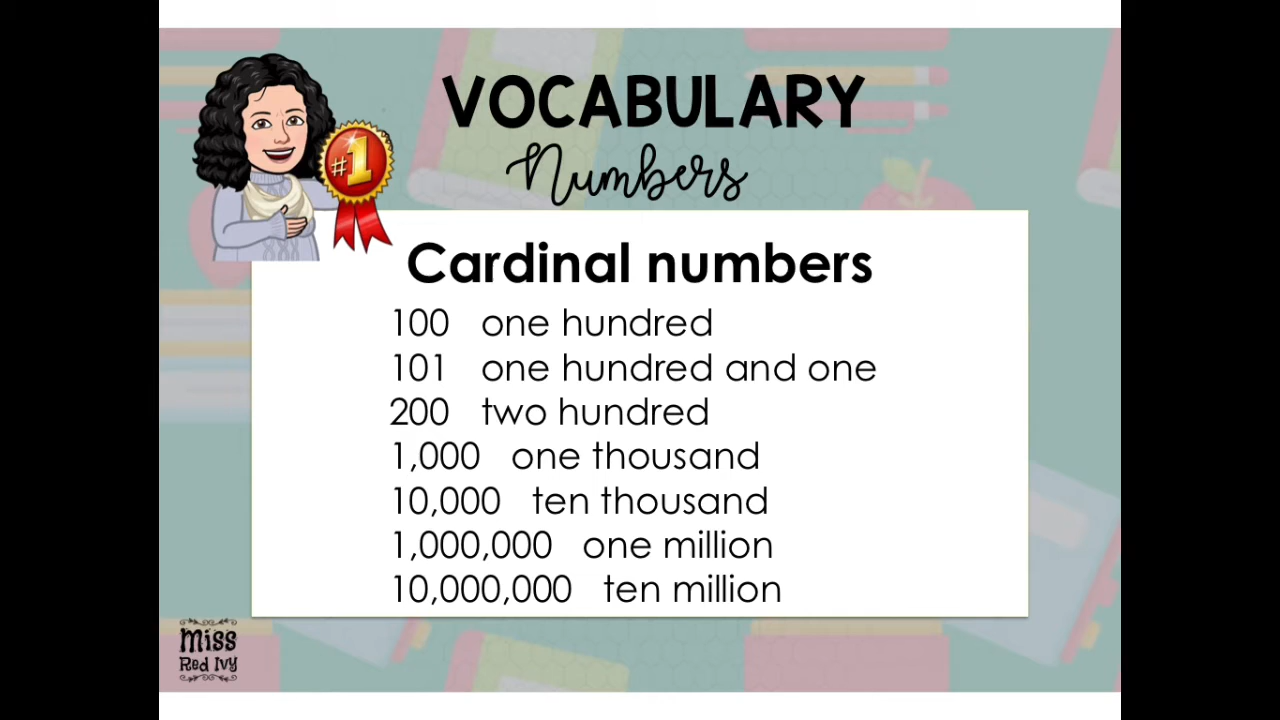 VOCABULARY
Numbers
#1
Cardinal numbers
100 one hundred
101 one hundred and one
200 two hundred
1,000 one thousand
10,000 ten thousand
1,000,000 one million
10,000,000 ten million
Miss
Red Ivy